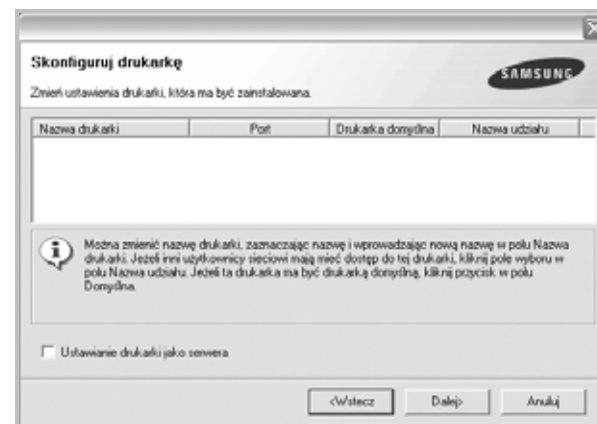 Skonfiguruj drukarkę
SAMSUNG
Zmień ustawienia drukarki, która ma być zainstalowana.
Nazwa drukarki Port Drukarka domyślna Nazwa udziału
Można zmienić nazwę drukarki, zaznaczając nazwę i wprowadzając nową nazwę w polu Nazwa
drukarki. Jeżeli inni użytkownicy sieciowi mają mieć dostęp do tej drukarki, kliknij pole wyboru w
polu Nazwa udziału. Jeżeli ta drukarka ma być drukarką domyślną, kliknij przycisk w polu
Domyślna.
Ustawianie drukarki jako serwera
<Wstecz Dalej> Anuluj